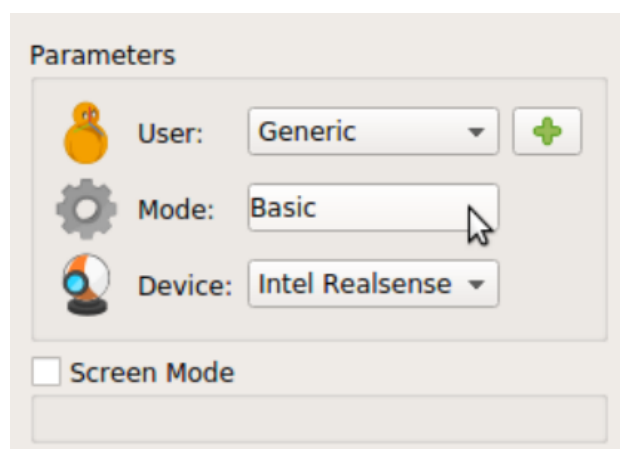 Parameters
User: Generic
Mode: Basic
Device: Intel Realsense
Screen Mode